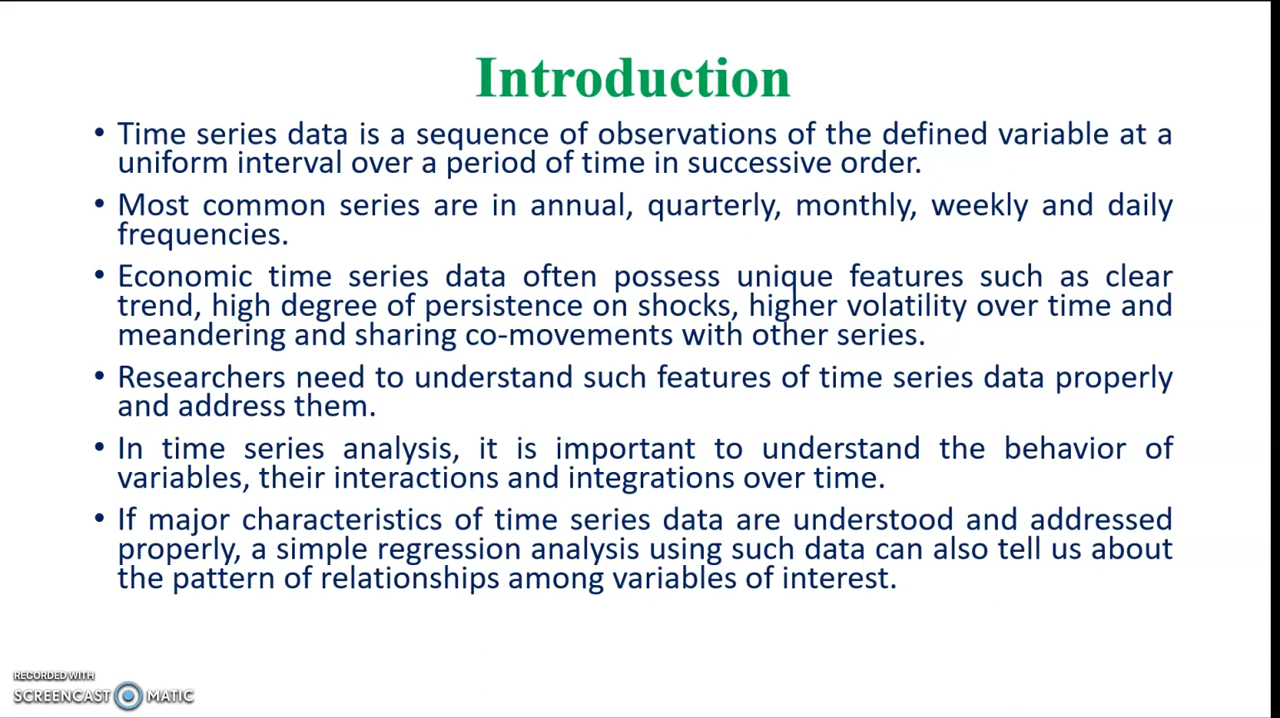 Introduction
• Time series data is a sequence of observations of the defined variable at a
uniform interval over a period of time in successive order.
• Most common series are in annual, quarterly, monthly, weekly and daily
frequencies.
• Economic time series data often possess unique features such as clear
trend, high degree of persistence on shocks, higher volatility over time and
meandering and sharing co-movements with other series.
• Researchers need to understand such features of time series data properly
and address them.
• In time series analysis, it is important to understand the behavior of
variables, their interactions and integrations over time.
• If major characteristics of time series data are understood and addressed
properly, a simple regression analysis using such data can also tell us about
the pattern of relationships among variables of interest.
RECORDED WITH
SCREENCAST MATIC